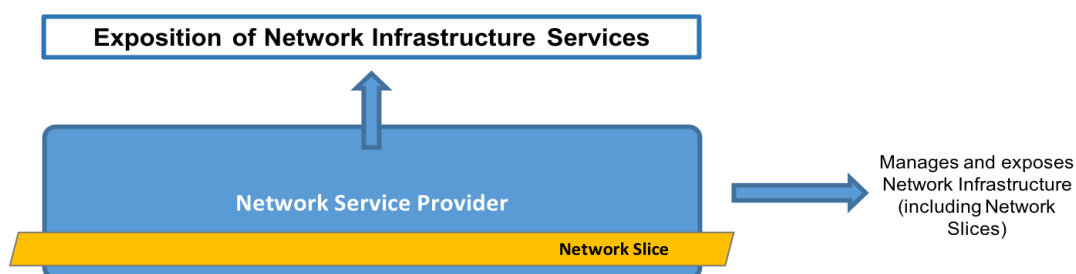 Exposition of Network Infrastructure Services
Network Service Provider
Manages and exposes
Network Infrastructure
(including Network
Slices)
Network Slice